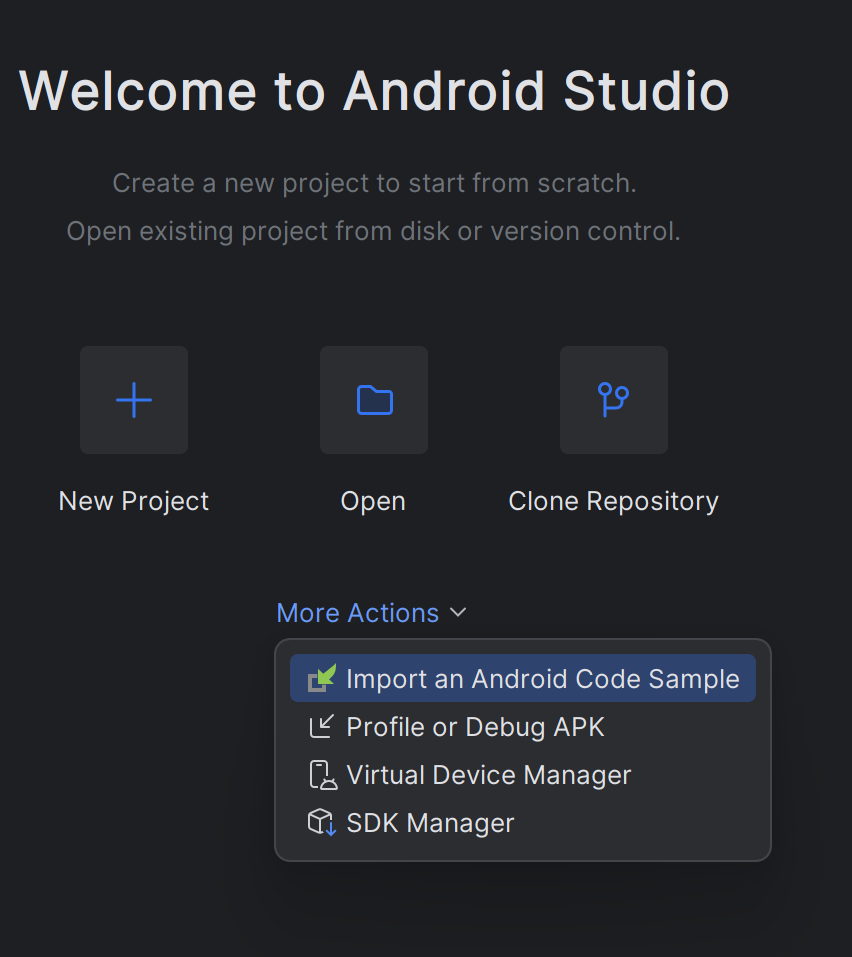 Welcome to Android Studio
Create a new project to start from scratch.
Open existing project from disk or version control.
New Project
Open
Clone Repository
More Actions
Import an Android Code Sample
Profile or Debug APK
Virtual Device Manager
SDK Manager